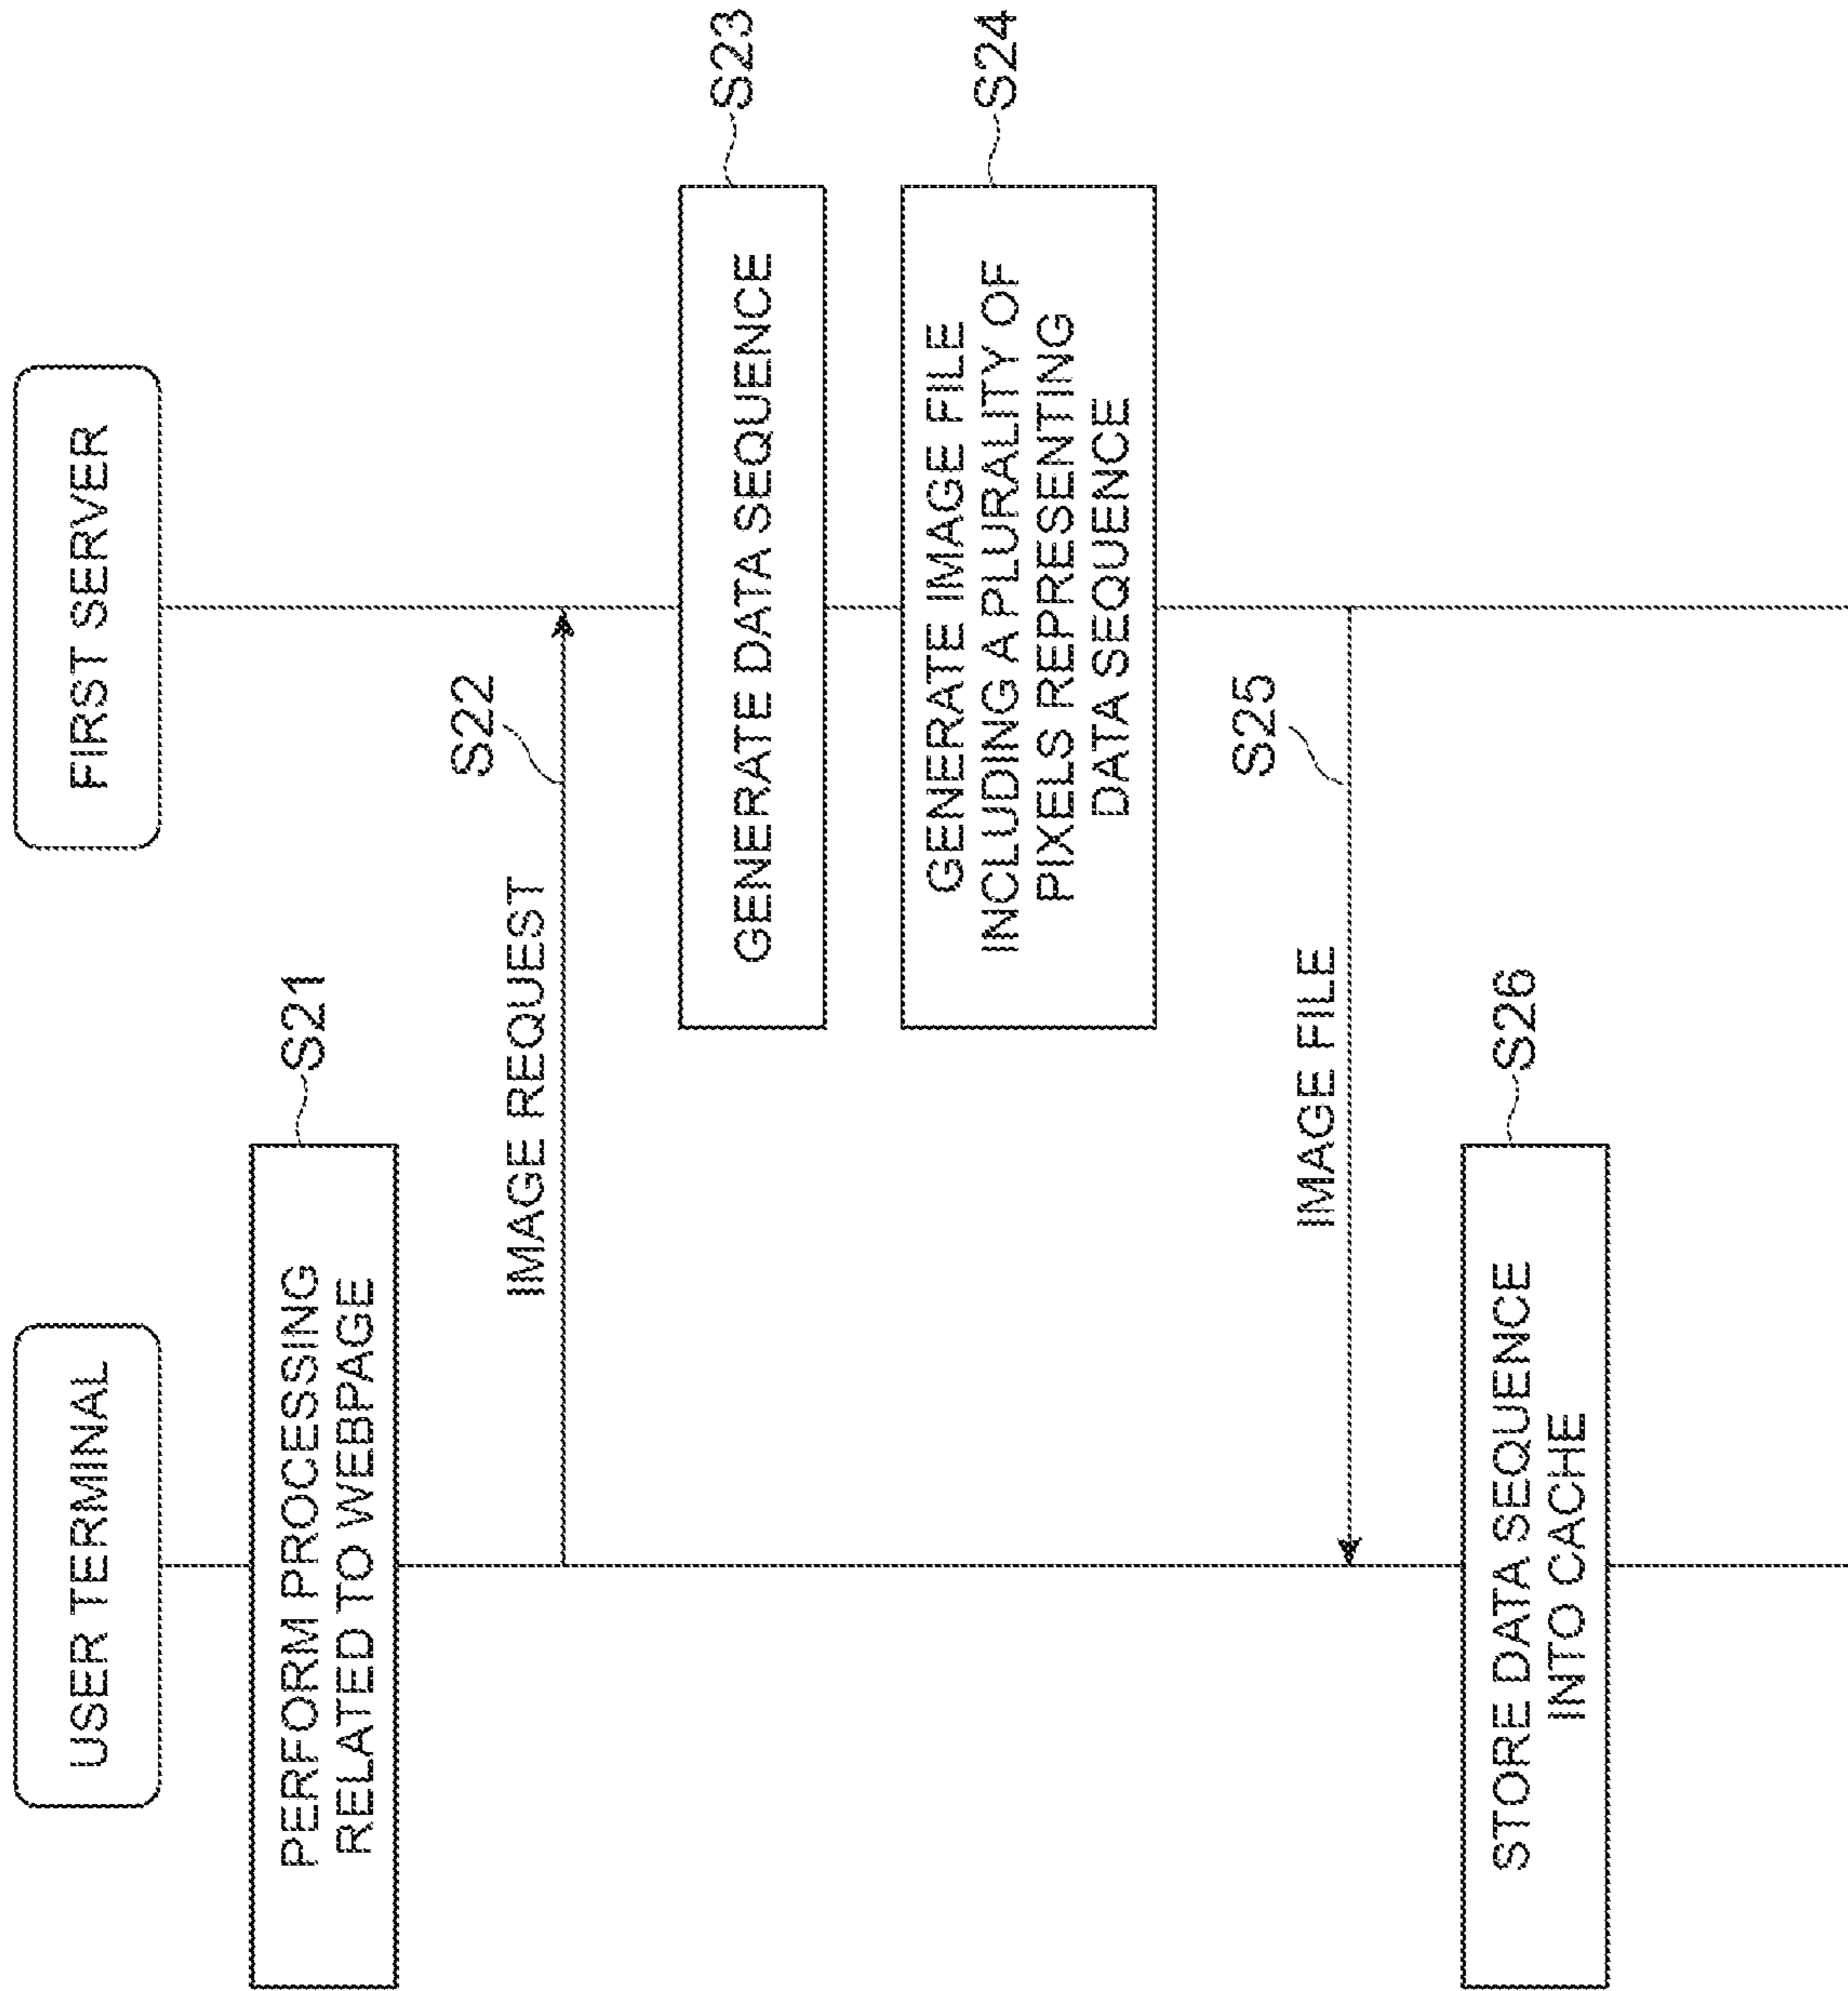 USER TERMINAL
FIRST SERVER
PERFORM PROCESSING
RELATED TO WEBPAGE
S21
IMAGE REQUEST
S22
GENERATE DATA SEQUENCE
S23
GENERATE IMAGE FILE
INCLUDING A PLURALITY OF
PIXELS REPRESENTING
DATA SEQUENCE
S24
IMAGE FILE
S25
STORE DATA SEQUENCE
INTO CACHE
S26